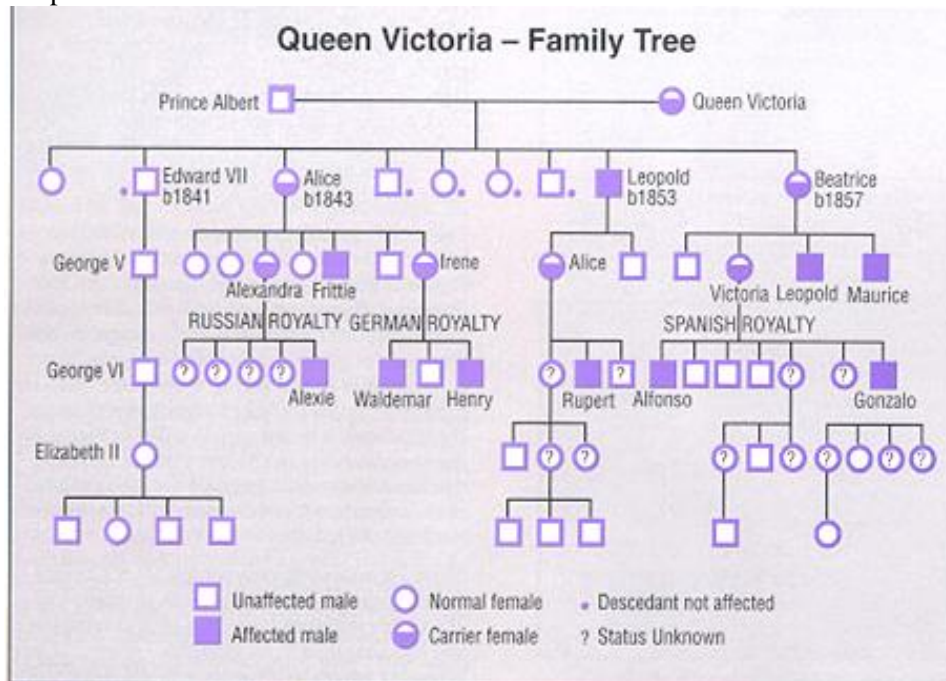 Queen Victoria – Family Tree
Prince Albert
Queen Victoria
Edward VII
b1841
Alice
b1843
Leopold
b1853
Beatrice
b1857
George V
Irene
Alice
Alexandra Frittie
Victoria Leopold Maurice
RUSSIAN ROYALTY GERMAN ROYALTY SPANISH ROYALTY
George VI
? ? ? ?
? ? ? ?
Alexie Waldemar Henry Rupert Alfonso Gonzalo
Elizabeth II
? ? ? ? ? ? ?
Unaffected male Normal female Descedant not affected
Affected male Carrier female ? Status Unknown